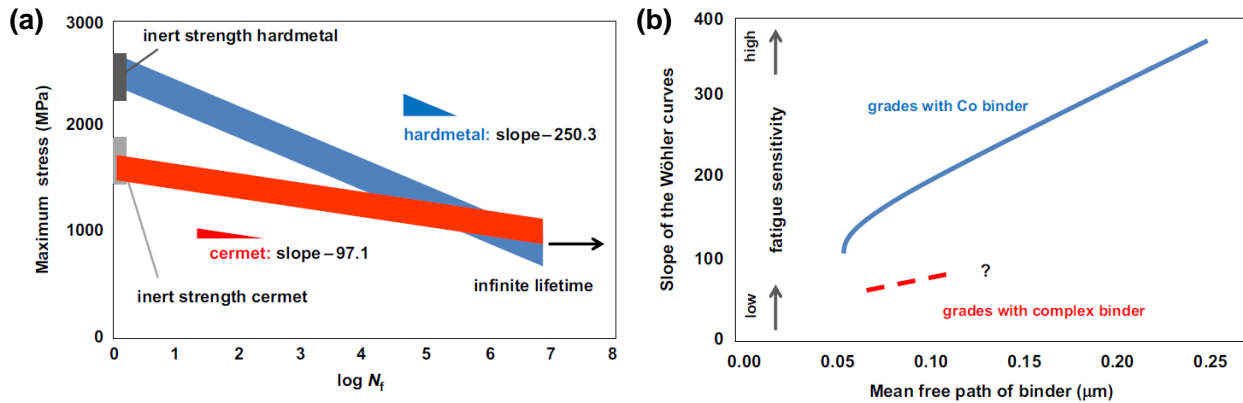 (a)
3000
2000
1000
0
Maximum stress (MPa)
inert strength hardmetal
hardmetal: slope–250.3
cermet: slope–97.1
inert strength cermet
infinite lifetime
0 1 2 3 4 5 6 7 8
log Nf
(b)
400
300
200
100
0
Slope of the Wöhler curves
high
fatigue sensitivity
low
grades with Co binder
?
grades with complex binder
0.00 0.05 0.10 0.15 0.20 0.25
Mean free path of binder (µm)